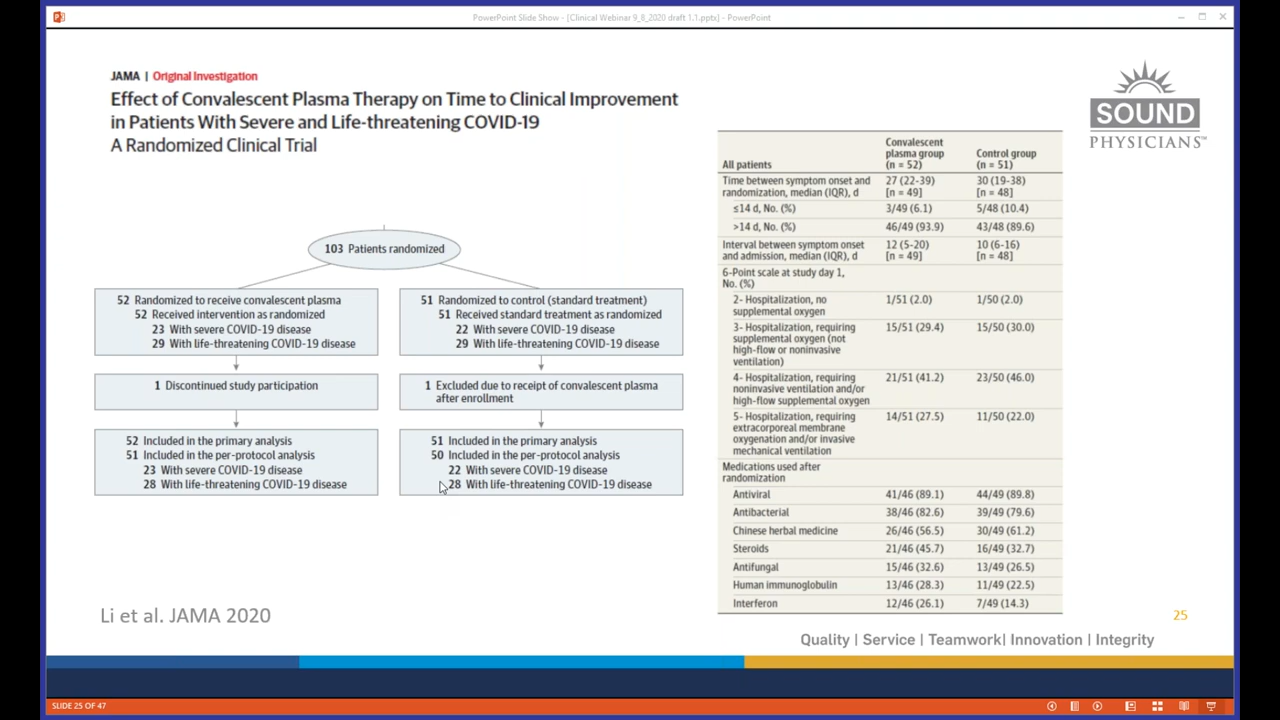 PowerPoint Slide Show - [Clinical Webinar 9_8_2020 draft 1.1.ppts] - PowerPoint
JAMA | Original Investigation
Effect of Convalescent Plasma Therapy on Time to Clinical Improvement
in Patients With Severe and Life-threatening COVID-19
A Randomized Clinical Trial
SOUND
PHYSICIANS™
103 Patients randomized
52 Randomized to receive convalescent plasma
52 Received intervention as randomized
23 With severe COVID-19 disease
29 With life-threatening COVID-19 disease
51 Randomized to control (standard treatment)
51 Received standard treatment as randomized
22 With severe COVID-19 disease
29 With life-threatening COVID-19 disease
1 Discontinued study participation
1 Excluded due to receipt of convalescent plasma
after enrollment
52 Included in the primary analysis
51 Included in the per-protocol analysis
23 With severe COVID-19 disease
28 With life-threatening COVID-19 disease
51 Included in the primary analysis
50 Included in the per-protocol analysis
22 With severe COVID-19 disease
28 With life-threatening COVID-19 disease
All patients Convalescent plasma group (n = 52) Control group (n = 51)
Time between symptom onset and
randomization, median (IQR), d 27 (22-39) [n = 49] 30 (19-38) [n = 48]
≤14 d, No. (%) 3/49 (6.1) 5/48 (10.4)
>14 d, No. (%) 46/49 (93.9) 43/48 (89.6)
Interval between symptom onset
and admission, median (IQR), d 12 (5-20) [n = 49] 10 (6-16) [n = 48]
6-Point scale at study day 1,
No. (%)
2- Hospitalization, no
supplemental oxygen 1/51 (2.0) 1/50 (2.0)
3- Hospitalization, requiring
supplemental oxygen (not
high-flow or noninvasive
ventilation) 15/51 (29.4) 15/50 (30.0)
4- Hospitalization, requiring
noninvasive ventilation and/or
high-flow supplemental oxygen 21/51 (41.2) 23/50 (46.0)
5- Hospitalization, requiring
extracorporeal membrane
oxygenation and/or invasive
mechanical ventilation 14/51 (27.5) 11/50 (22.0)
Medications used after
randomization
Antiviral 41/46 (89.1) 44/49 (89.8)
Antibacterial 38/46 (82.6) 39/49 (79.6)
Chinese herbal medicine 26/46 (56.5) 30/49 (61.2)
Steroids 21/46 (45.7) 16/49 (32.7)
Antifungal 15/46 (32.6) 13/49 (26.5)
Human immunoglobulin 13/46 (28.3) 11/49 (22.5)
Interferon 12/46 (26.1) 7/49 (14.3)
Li et al. JAMA 2020
25
Quality | Service | Teamwork| Innovation | Integrity
SLIDE 25 OF 47